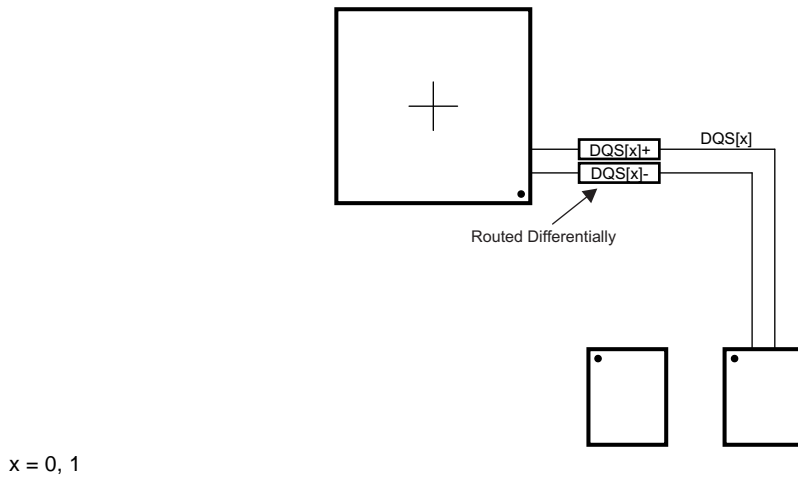 DQS[x]+
DQS[x]
DQS[x]-
Routed Differentially
x = 0, 1